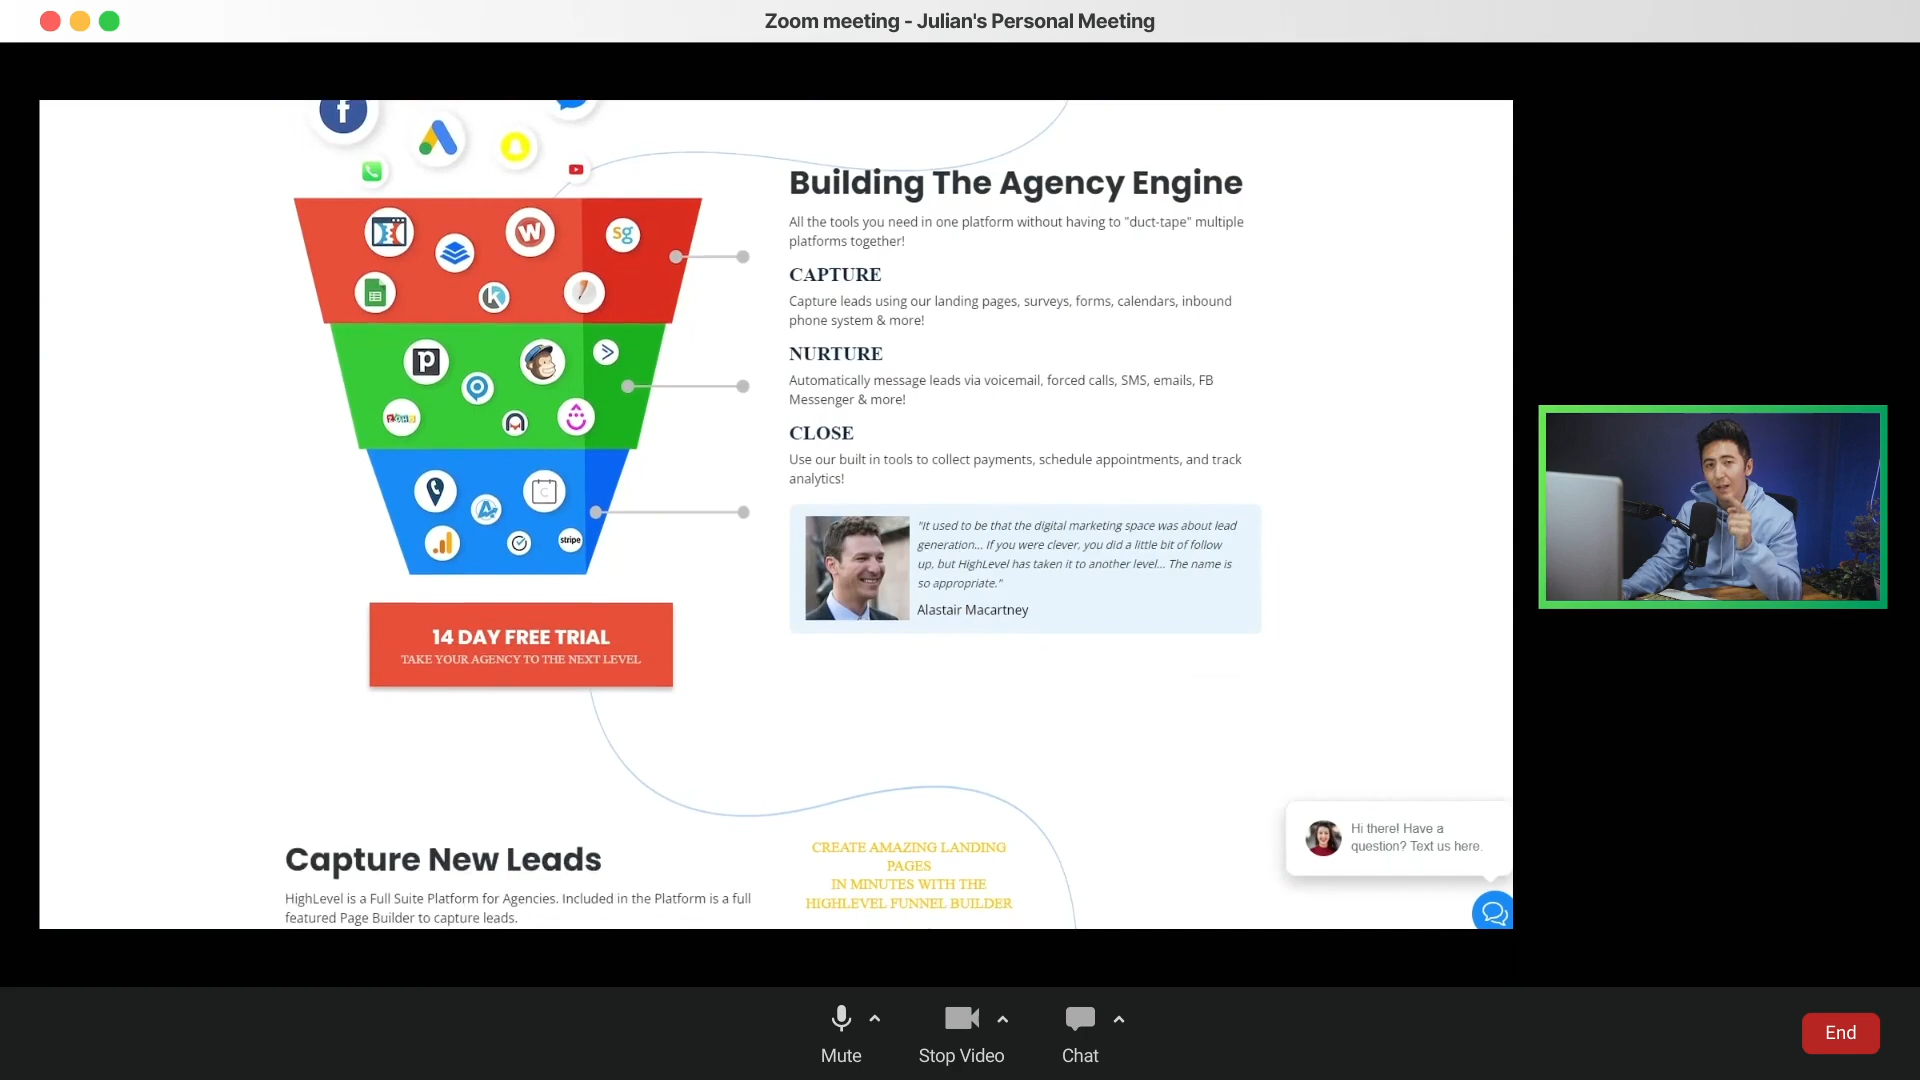 Zoom meeting - Julian's Personal Meeting
f
W
sg
Building The Agency Engine
All the tools you need in one platform without having to "duct-tape" multiple
platforms together!
CAPTURE
Capture leads using our landing pages, surveys, forms, calendars, inbound
phone system & more!
NURTURE
Automatically message leads via voicemail, forced calls, SMS, emails, FB
Messenger & more!
CLOSE
Use our built in tools to collect payments, schedule appointments, and track
analytics!
"It used to be that the digital marketing space was about lead
generation... If you were clever, you did a little bit of follow
up, but HighLevel has taken it to another level... The name is
so appropriate."
Alastair Macartney
k
p
ZOHO
C
stripe
14 DAY FREE TRIAL
TAKE YOUR AGENCY TO THE NEXT LEVEL
Capture New Leads
HighLevel is a Full Suite Platform for Agencies. Included in the Platform is a full
featured Page Builder to capture leads.
CREATE AMAZING LANDING
PAGES
IN MINUTES WITH THE
HIGHLEVEL FUNNEL BUILDER
Hi there! Have a
question? Text us here.
Mute
Stop Video
Chat
End